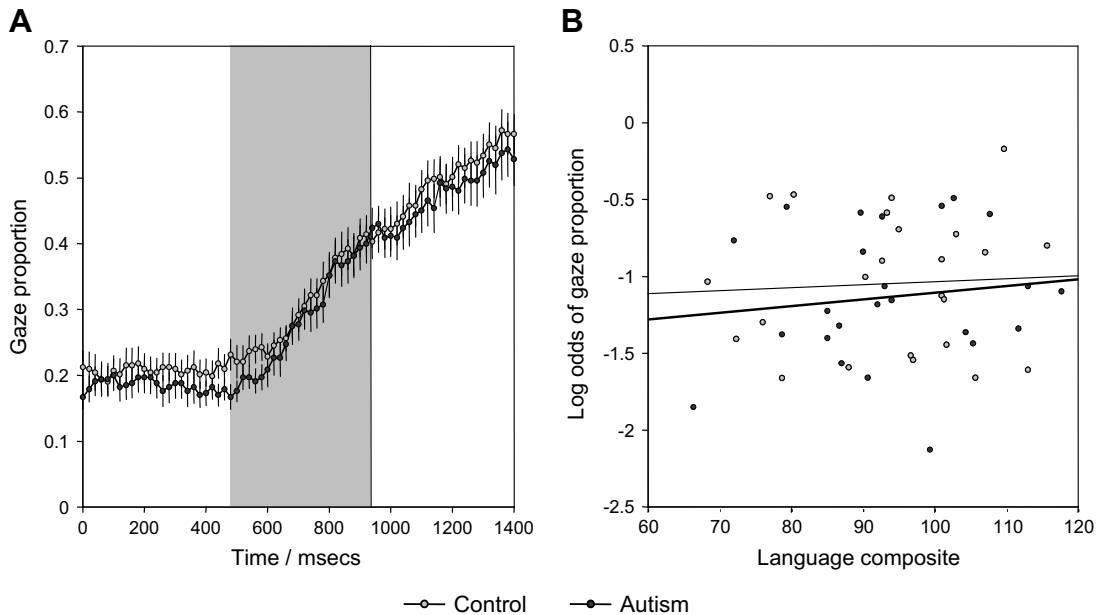 A
B
0.7
0.6
0.5
0.4
0.3
0.2
0.1
0
Gaze proportion
0 200 400 600 800 1000 1200 1400
Time / msecs
0.5
0
-0.5
-1
-1.5
-2
-2.5
Log odds of gaze proportion
60 70 80 90 100 110 120
Language composite
Control Autism